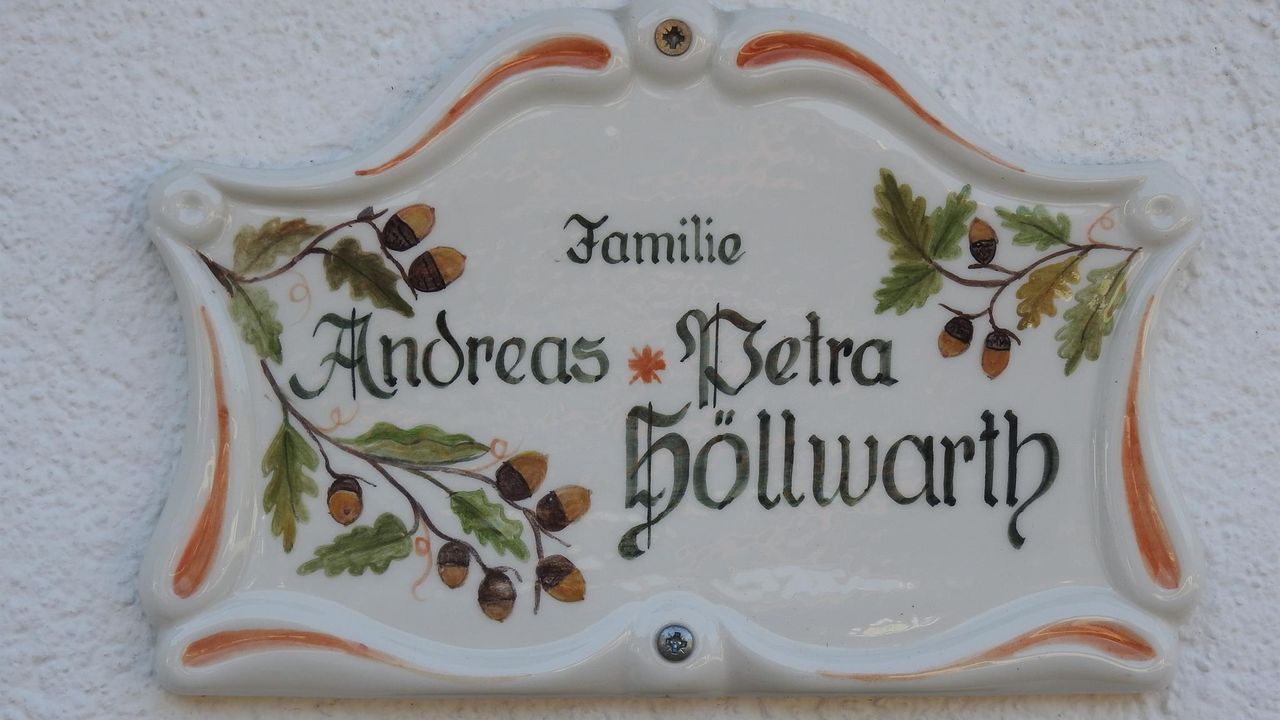 Familie
Andreas * Petra
Höllwarth